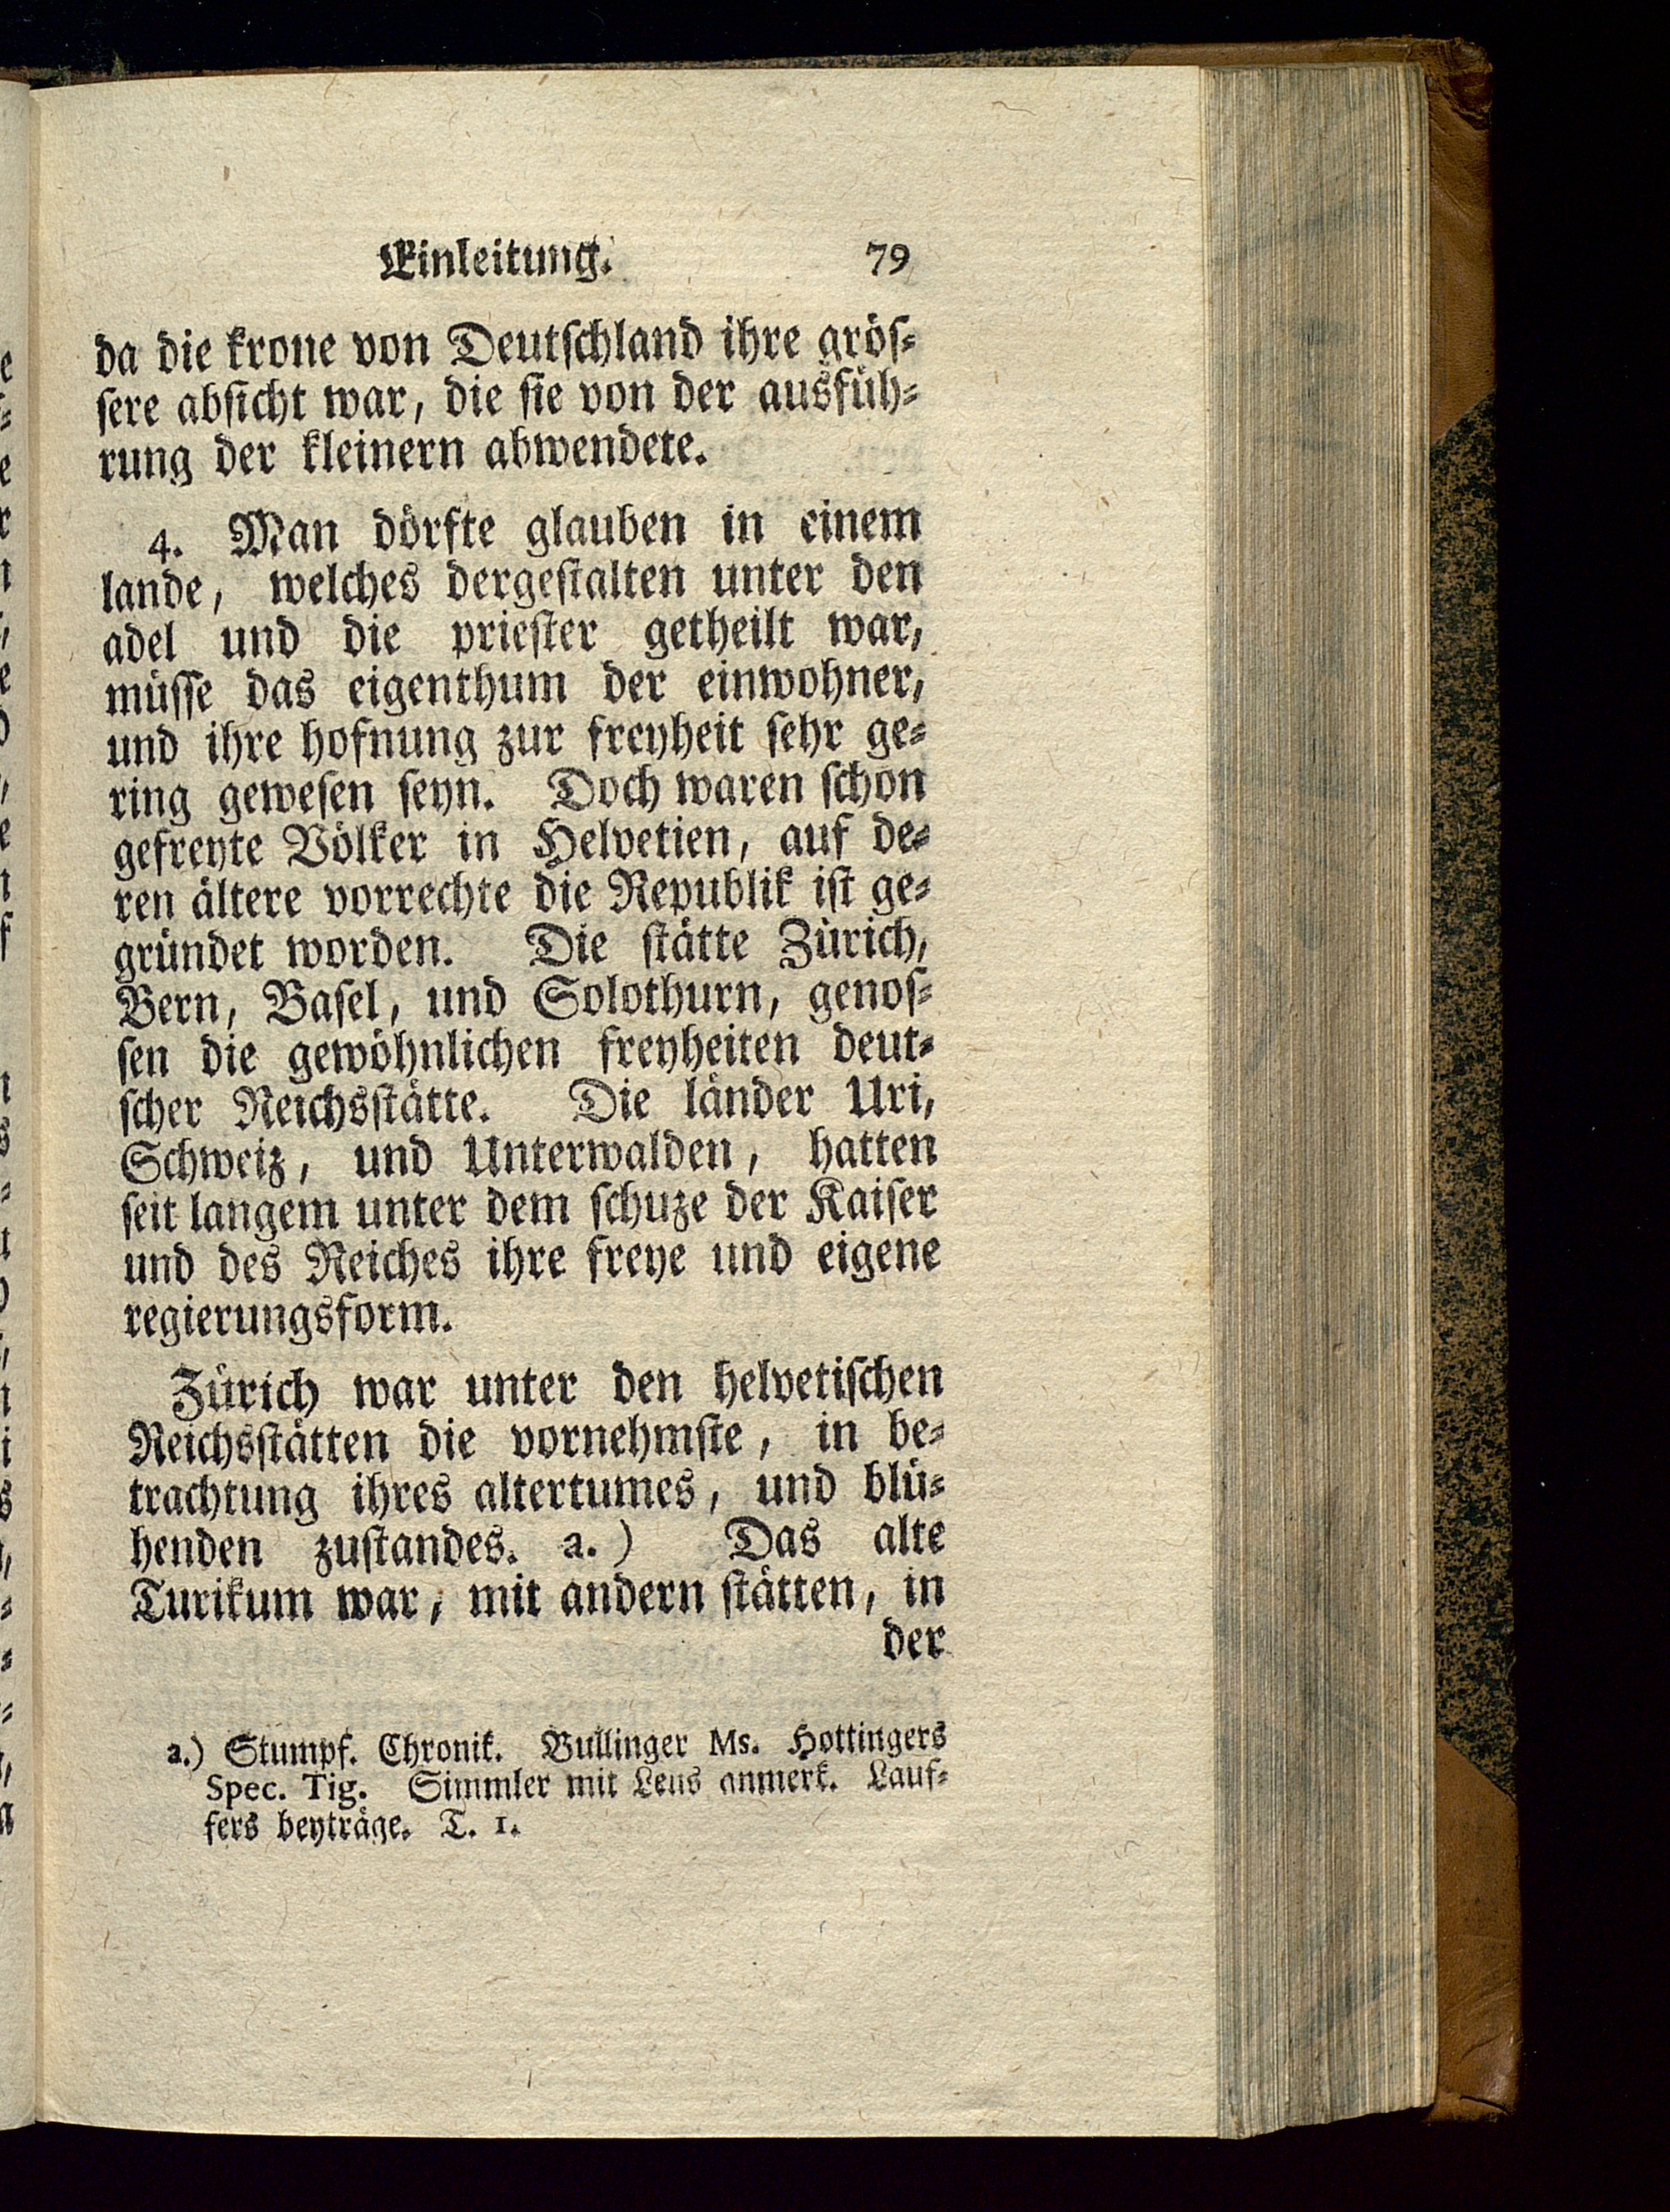 Einleitung. 79
da die krone von Deutſchland ihre gröſ-
ſere abſicht war, die ſie von der ausfüh-
rung der kleinern abwendete.
4. Man dörfte glauben in einem
lande, welches dergeſtalten unter den
adel und die prieſter getheilt war,
müſſe das eigenthum der einwohner,
und ihre hofnung zur freyheit ſehr ge-
ring geweſen ſeyn. Doch waren ſchon
gefreyte Völker in Helvetien, auf de-
ren ältere vorrechte die Republik iſt ge-
gründet worden. Die ſtätte Zürich,
Bern, Baſel, und Solothurn, genoſ-
ſen die gewöhnlichen freyheiten deut-
ſcher Reichsſtätte. Die länder Uri,
Schweiz, und Unterwalden, hatten
ſeit langem unter dem ſchuze der Kaiſer
und des Reiches ihre freye und eigene
regierungsform.
Zürich war unter den helvetiſchen
Reichsſtätten die vornehmſte, in be-
trachtung ihres altertumes, und blü-
henden zuſtandes. a.) Das alte
Turikum war, mit andern ſtätten, in
der
a.) Stumpf. Chronik. Bullinger Ms. Hottingers
Spec. Tig. Simmler mit Leus anmerk. Lauf-
fers beyträge. T. 1.